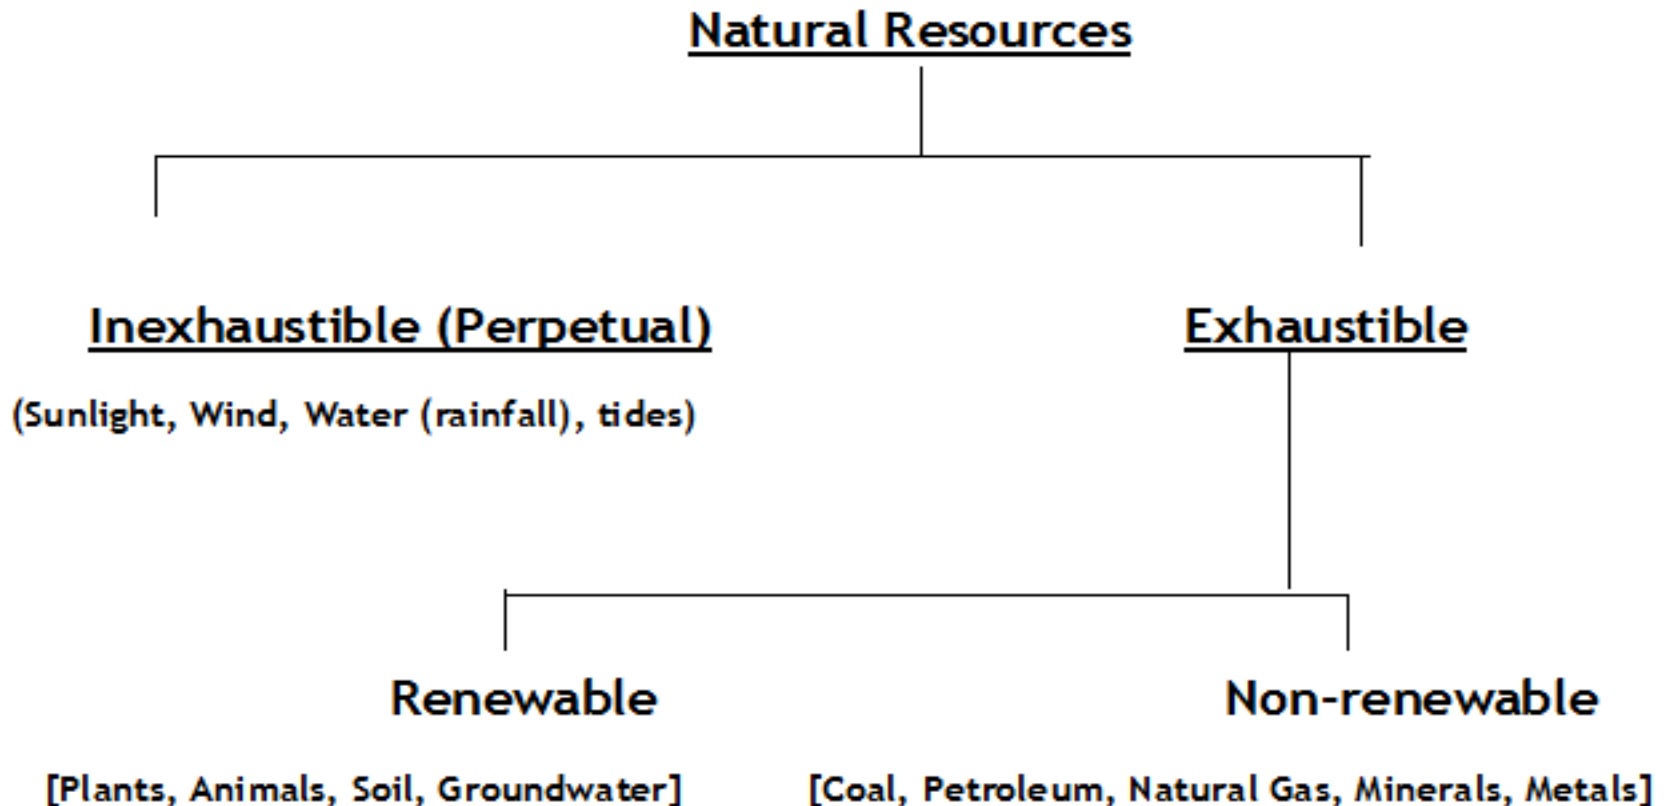 Natural Resources
Inexhaustible (Perpetual)
Exhaustible
(Sunlight, Wind, Water (rainfall), tides)
Renewable
Non-renewable
[Plants, Animals, Soil, Groundwater]
[Coal, Petroleum, Natural Gas, Minerals, Metals]